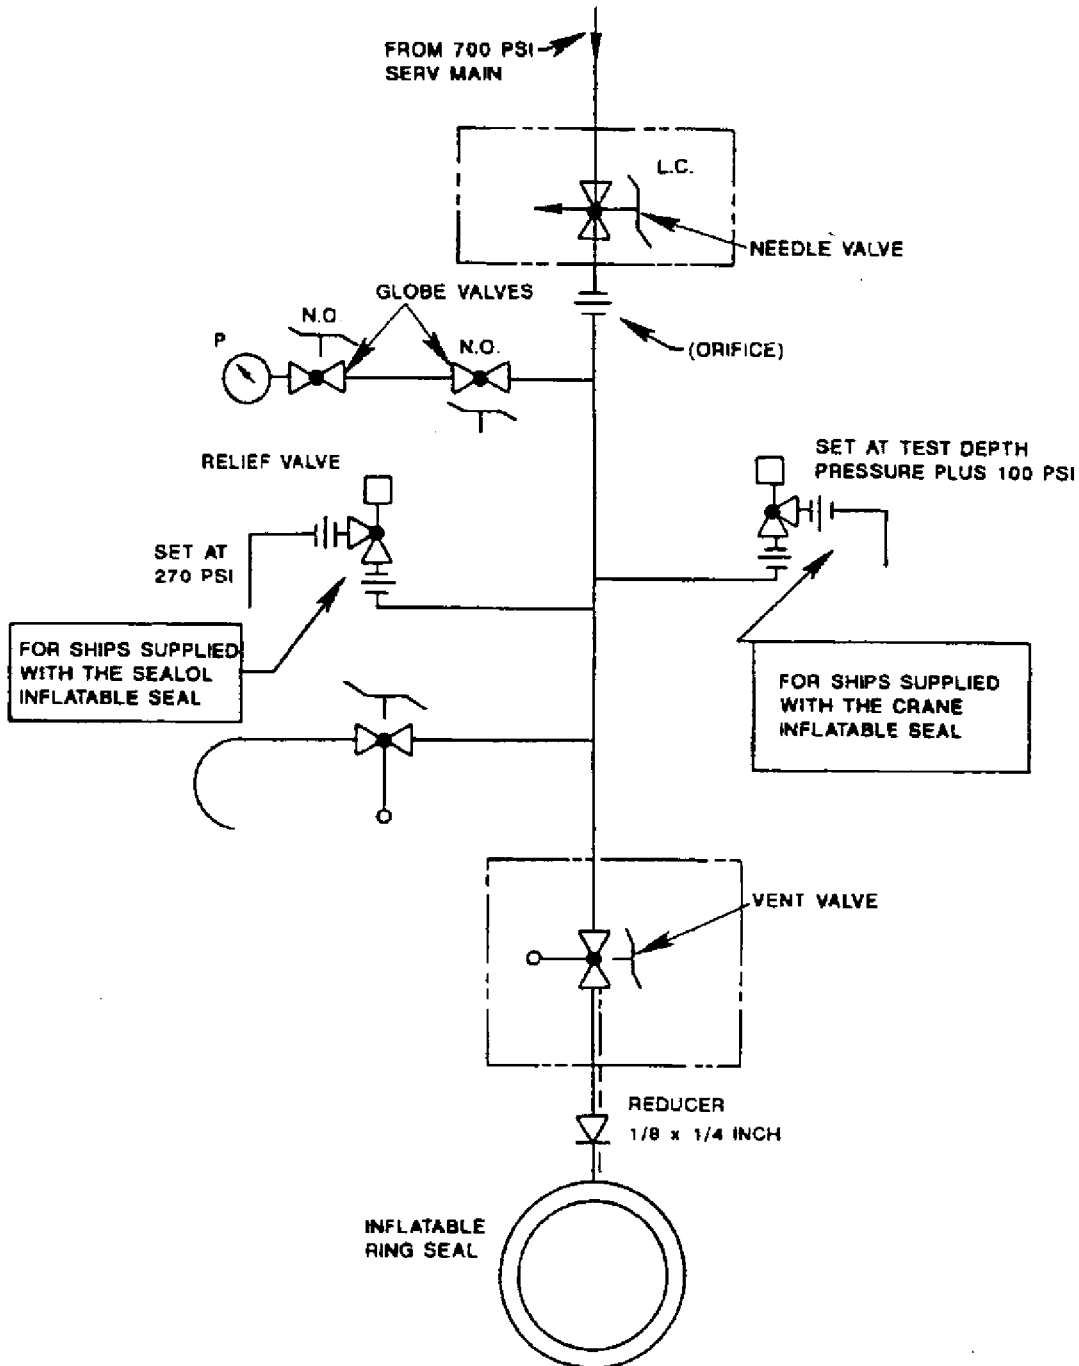 FROM 700 PSI
SERV MAIN
L.C.
NEEDLE VALVE
GLOBE VALVES
N.O.
P
N.O.
(ORIFICE)
RELIEF VALVE
SET AT TEST DEPTH
PRESSURE PLUS 100 PSI
SET AT
270 PSI
FOR SHIPS SUPPLIED
WITH THE SEALOL
INFLATABLE SEAL
FOR SHIPS SUPPLIED
WITH THE CRANE
INFLATABLE SEAL
VENT VALVE
REDUCER
1/8 x 1/4 INCH
INFLATABLE
RING SEAL